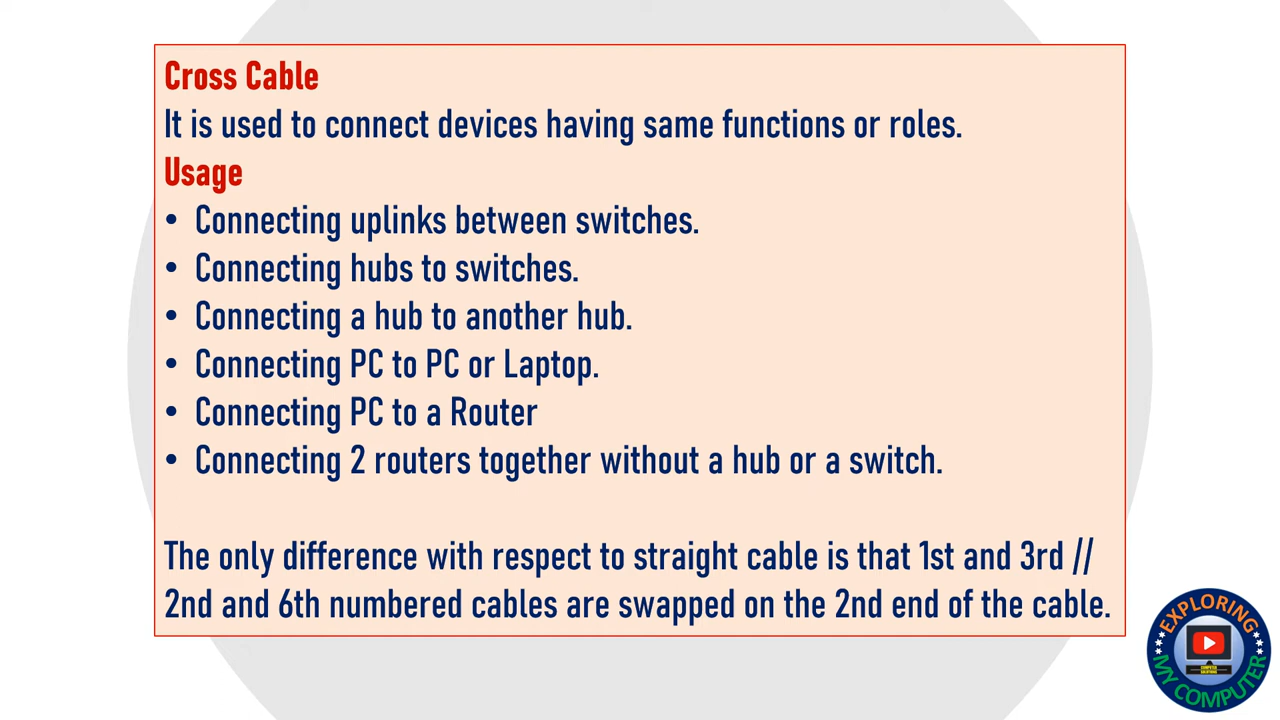 Cross Cable
It is used to connect devices having same functions or roles.
Usage
• Connecting uplinks between switches.
• Connecting hubs to switches.
• Connecting a hub to another hub.
• Connecting PC to PC or Laptop.
• Connecting PC to a Router
• Connecting 2 routers together without a hub or a switch.
The only difference with respect to straight cable is that 1st and 3rd //
2nd and 6th numbered cables are swapped on the 2nd end of the cable.
EXPLORING
COMPUTER
SOLUTIONS
MY COMPUTER